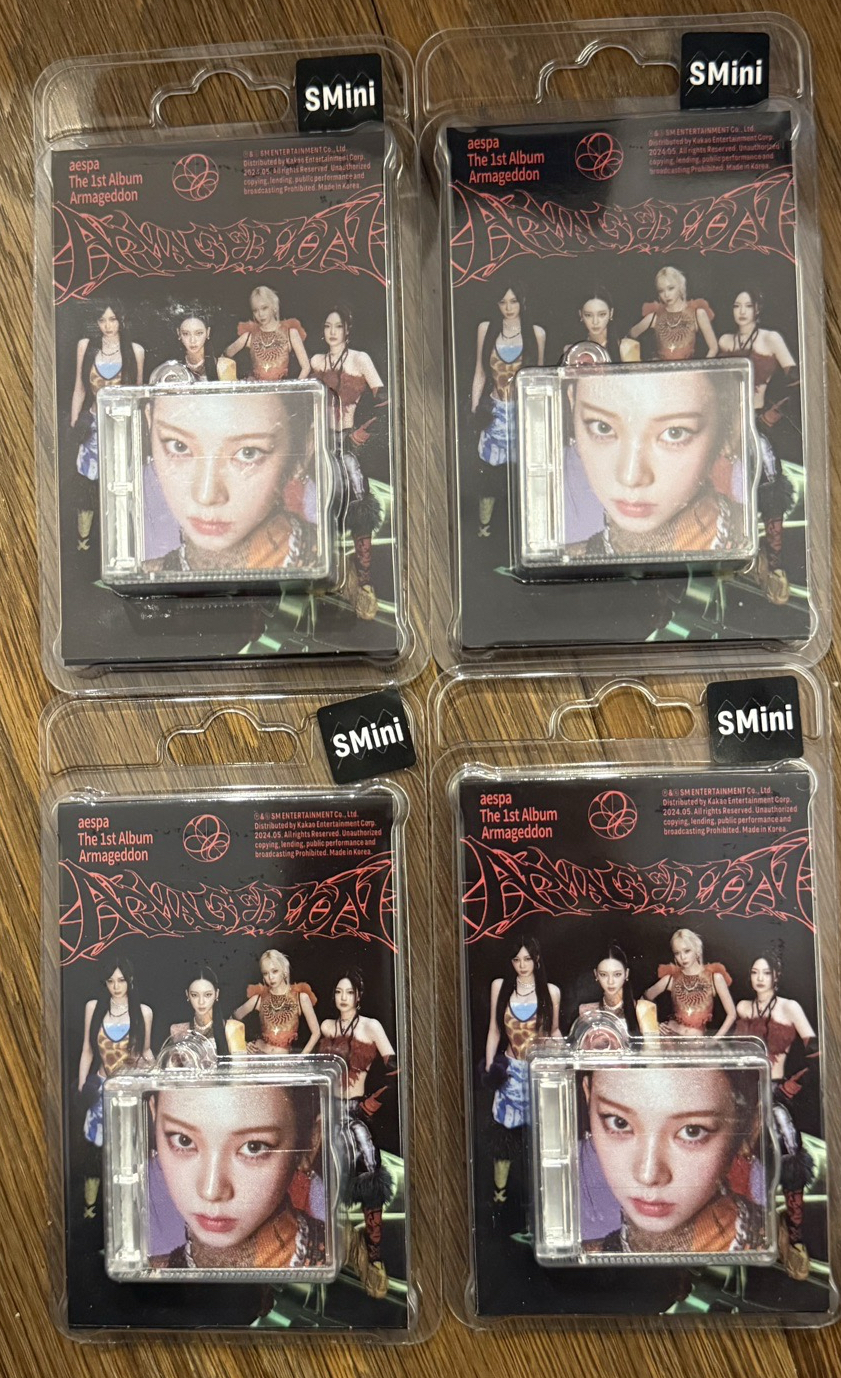 SMini
aespa
The 1st Album
Armageddon
℗&© SM ENTERTAINMENT Co., Ltd.
Distributed by Kakao Entertainment Corp.
2024.05. All rights Reserved. Unauthorized
copying, lending, public performance and
broadcasting Prohibited. Made in Korea.
ARMAGEDDON
SMini
aespa
The 1st Album
Armageddon
℗&© SM ENTERTAINMENT Co., Ltd.
Distributed by Kakao Entertainment Corp.
2024.05. All rights Reserved. Unauthorized
copying, lending, public performance and
broadcasting Prohibited. Made in Korea.
ARMAGEDDON
SMini
aespa
The 1st Album
Armageddon
℗&© SM ENTERTAINMENT Co., Ltd.
Distributed by Kakao Entertainment Corp.
2024.05. All rights Reserved. Unauthorized
copying, lending, public performance and
broadcasting Prohibited. Made in Korea.
ARMAGEDDON
SMini
aespa
The 1st Album
Armageddon
℗&© SM ENTERTAINMENT Co., Ltd.
Distributed by Kakao Entertainment Corp.
2024.05. All rights Reserved. Unauthorized
copying, lending, public performance and
broadcasting Prohibited. Made in Korea.
ARMAGEDDON